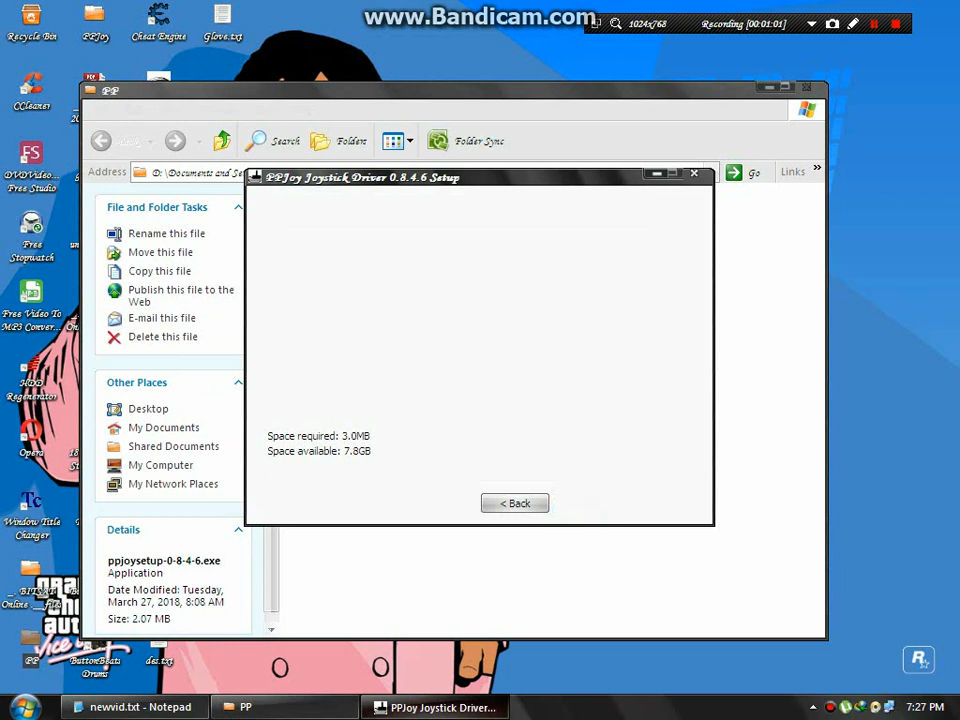 www.Bandicam.com
1024x768
Recording [00:01:01]
Recycle Bin
PPJoy
Cheat Engine
Glove.txt
CCleaner
DVDVideo...
Free Studio
Free
Stopwatch
Free Video To
MP3 Conver...
HDD
Regenerator
Opera
Window Title
Changer
PP
ButtonBeats
Drums
des.txt
PP
Search
Folders
Folder Sync
Address
D:\Documents and Se
Go
Links
File and Folder Tasks
Rename this file
Move this file
Copy this file
Publish this file to the
Web
E-mail this file
Delete this file
Other Places
Desktop
My Documents
Shared Documents
My Computer
My Network Places
Details
ppjoysetup-0-8-4-6.exe
Application
Date Modified: Tuesday,
March 27, 2018, 8:08 AM
Size: 2.07 MB
PPJoy Joystick Driver 0.8.4.6 Setup
Space required: 3.0MB
Space available: 7.8GB
< Back
newvid.txt - Notepad
PP
PPJoy Joystick Driver...
7:27 PM